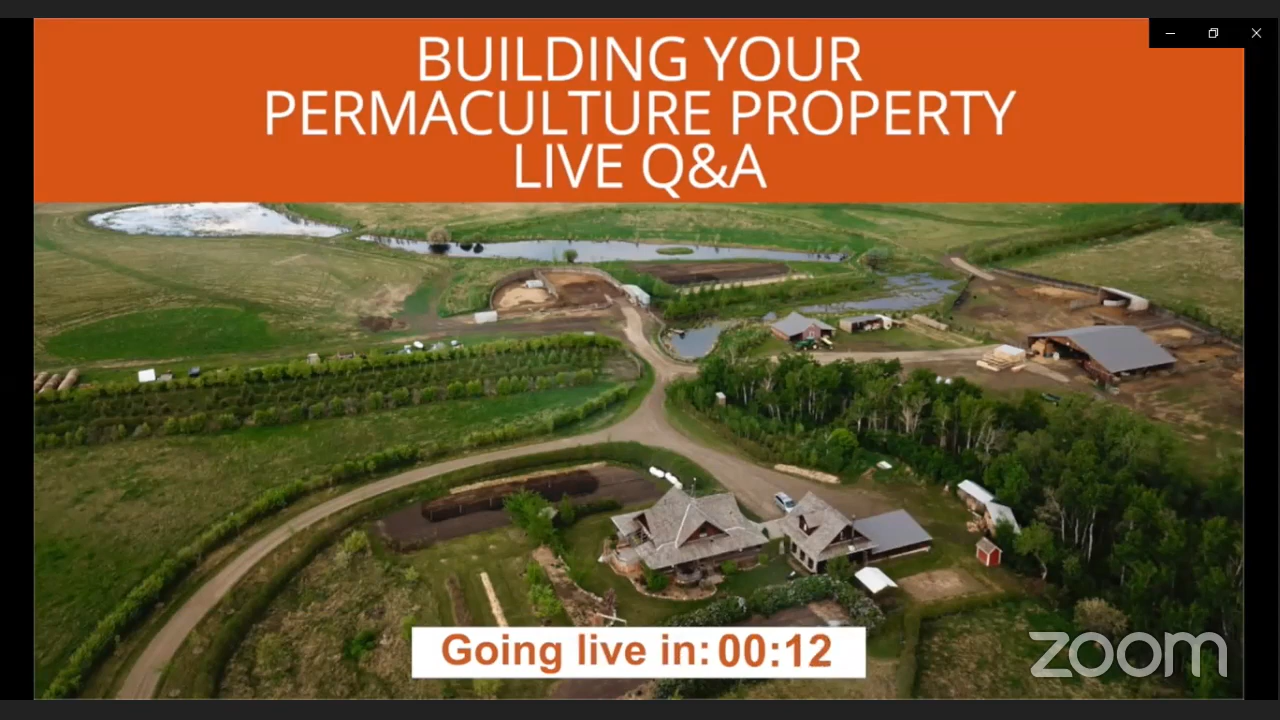 BUILDING YOUR
PERMACULTURE PROPERTY
LIVE Q&A
Going live in: 00:12
zoom